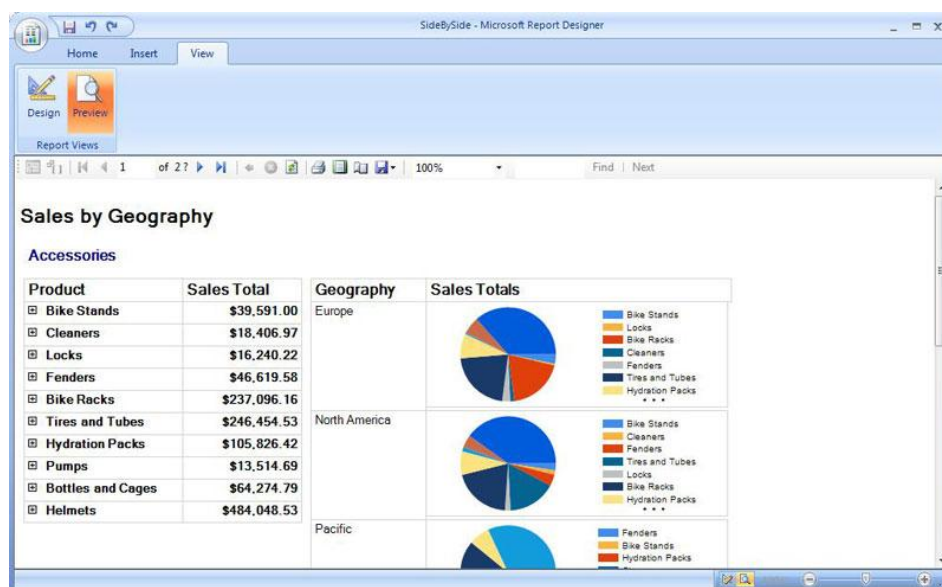 SideBySide - Microsoft Report Designer
Home Insert View
Design Preview
Report Views
1 of 2? 100% Find | Next
Sales by Geography
Accessories
Product Sales Total
Bike Stands $39,591.00
Cleaners $18,406.97
Locks $16,240.22
Fenders $46,619.58
Bike Racks $237,096.16
Tires and Tubes $246,454.53
Hydration Packs $105,826.42
Pumps $13,514.69
Bottles and Cages $64,274.79
Helmets $484,048.53
Geography Sales Totals
Europe
Bike Stands
Locks
Bike Racks
Cleaners
Fenders
Tires and Tubes
Hydration Packs
North America
Bike Stands
Cleaners
Fenders
Tires and Tubes
Locks
Bike Racks
Hydration Packs
Pacific
Fenders
Bike Stands
Hydration Packs